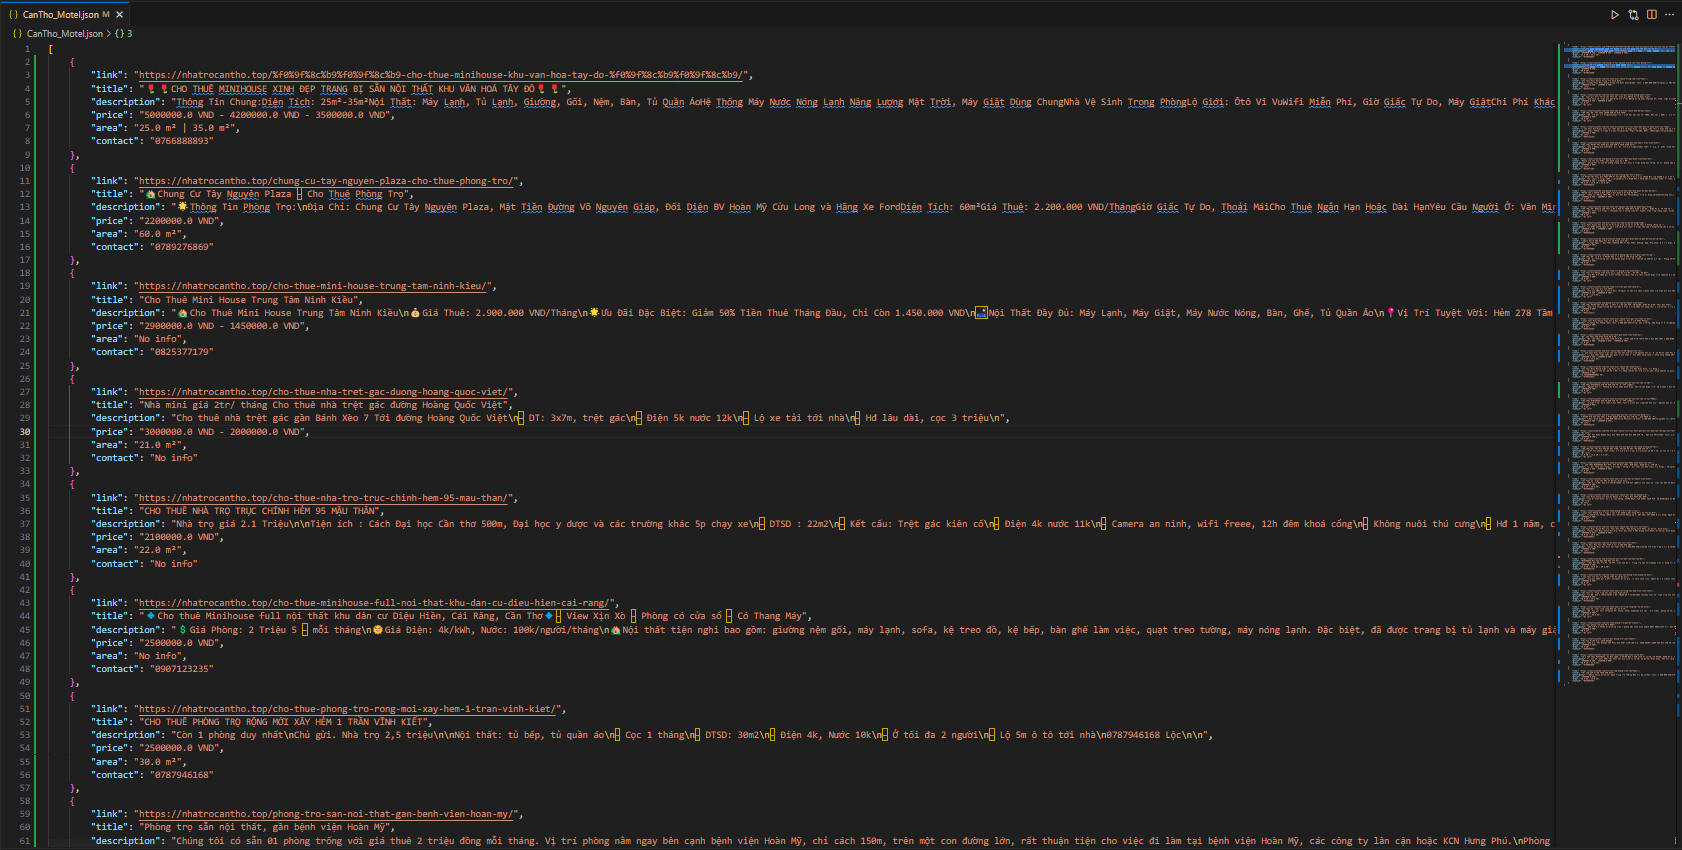 { } CanTho_Motel.json M ×
{ } CanTho_Motel.json > { } 3
1 [
2 {
3 "link": "https://nhatrocantho.top/%f0%9f%8c%b9%f0%9f%8c%b9-cho-thue-minihouse-khu-van-hoa-tay-do-%f0%9f%8c%b9%f0%9f%8c%b9/",
4 "title": "🌹🌹CHO THUÊ MINIHOUSE XINH ĐẸP TRANG BỊ SẴN NỘI THẤT KHU VĂN HOÁ TÂY ĐÔ🌹🌹",
5 "description": "Thông Tin Chung:Diện Tích: 25m²-35m²Nội Thất: Máy Lạnh, Tủ Lạnh, Giường, Gối, Nệm, Bàn, Tủ Quần ÁoHệ Thống Máy Nước Nóng Lạnh Năng Lượng Mặt Trời, Máy Giặt Dùng ChungNhà Vệ Sinh Trong PhòngLộ Giới: Ôtô Vi VuWifi Miễn Phí, Giờ Giấc Tự Do, Máy GiặtChi Phí Khác
6 "price": "5000000.0 VND - 4200000.0 VND - 3500000.0 VND",
7 "area": "25.0 m² | 35.0 m²",
8 "contact": "0766888893"
9 },
10 {
11 "link": "https://nhatrocantho.top/chung-cu-tay-nguyen-plaza-cho-thue-phong-tro/",
12 "title": "🏠Chung Cư Tây Nguyên Plaza – Cho Thuê Phòng Trọ",
13 "description": "🌟Thông Tin Phòng Trọ:\nĐịa Chỉ: Chung Cư Tây Nguyên Plaza, Mặt Tiền Đường Võ Nguyên Giáp, Đối Diện BV Hoàn Mỹ Cửu Long và Hãng Xe FordDiện Tích: 60m²Giá Thuê: 2.200.000 VND/ThángGiờ Giấc Tự Do, Thoải MáiCho Thuê Ngắn Hạn Hoặc Dài HạnYêu Cầu Người Ở: Văn Min
14 "price": "2200000.0 VND",
15 "area": "60.0 m²",
16 "contact": "0789276869"
17 },
18 {
19 "link": "https://nhatrocantho.top/cho-thue-mini-house-trung-tam-ninh-kieu/",
20 "title": "Cho Thuê Mini House Trung Tâm Ninh Kiều",
21 "description": "🏠Cho Thuê Mini House Trung Tâm Ninh Kiều\n💰Giá Thuê: 2.900.000 VND/Tháng\n🌟Ưu Đãi Đặc Biệt: Giảm 50% Tiền Thuê Tháng Đầu, Chỉ Còn 1.450.000 VND\n🛋Nội Thất Đầy Đủ: Máy Lạnh, Máy Giặt, Máy Nước Nóng, Bàn, Ghế, Tủ Quần Áo\n📍Vị Trí Tuyệt Vời: Hẻm 278 Tầm
22 "price": "2900000.0 VND - 1450000.0 VND",
23 "area": "No info",
24 "contact": "0825377179"
25 },
26 {
27 "link": "https://nhatrocantho.top/cho-thue-nha-tret-gac-duong-hoang-quoc-viet/",
28 "title": "Nhà mini giá 2tr/ tháng Cho thuê nhà trệt gác đường Hoàng Quốc Việt",
29 "description": "Cho thuê nhà trệt gác gần Bánh Xèo 7 Tới đường Hoàng Quốc Việt\n– DT: 3x7m, trệt gác\n– Điện 5k nước 12k\n– Lộ xe tải tới nhà\n– Hđ lâu dài, cọc 3 triệu\n",
30 "price": "3000000.0 VND - 2000000.0 VND",
31 "area": "21.0 m²",
32 "contact": "No info"
33 },
34 {
35 "link": "https://nhatrocantho.top/cho-thue-nha-tro-truc-chinh-hem-95-mau-than/",
36 "title": "CHO THUÊ NHÀ TRỌ TRỤC CHÍNH HẺM 95 MẬU THÂN",
37 "description": "Nhà trọ giá 2.1 Triệu\n\nTiện ích : Cách Đại học Cần thơ 500m, Đại học y dược và các trường khác 5p chạy xe\n– DTSD : 22m2\n– Kết cấu: Trệt gác kiên cố\n– Điện 4k nước 11k\n– Camera an ninh, wifi freee, 12h đêm khoá cổng\n– Không nuôi thú cưng\n– Hđ 1 năm, c
38 "price": "2100000.0 VND",
39 "area": "22.0 m²",
40 "contact": "No info"
41 },
42 {
43 "link": "https://nhatrocantho.top/cho-thue-minihouse-full-noi-that-khu-dan-cu-dieu-hien-cai-rang/",
44 "title": "🔷Cho thuê Minihouse full nội thất khu dân cư Diệu Hiền, Cái Răng, Cần Thơ🔷 – View Xịn Xò – Phòng có cửa sổ – Có Thang Máy",
45 "description": "💲Giá Phòng: 2 Triệu 5 – mỗi tháng\n🌞Giá Điện: 4k/kWh, Nước: 100k/người/tháng\n🏠Nội thất tiện nghi bao gồm: giường nệm gối, máy lạnh, sofa, kệ treo đồ, kệ bếp, bàn ghế làm việc, quạt treo tường, máy nóng lạnh. Đặc biệt, đã được trang bị tủ lạnh và máy giặ
46 "price": "2500000.0 VND",
47 "area": "No info",
48 "contact": "0907123235"
49 },
50 {
51 "link": "https://nhatrocantho.top/cho-thue-phong-tro-rong-moi-xay-hem-1-tran-vinh-kiet/",
52 "title": "CHO THUÊ PHÒNG TRỌ RỘNG MỚI XÂY HẺM 1 TRẦN VĨNH KIẾT",
53 "description": "Còn 1 phòng duy nhất\nChủ gửi. Nhà trọ 2,5 triệu\n\nNội thất: tủ bếp, tủ quần áo\n– Cọc 1 tháng\n– DTSD: 30m2\n– Điện 4k, Nước 10k\n– Ở tối đa 2 người\n– Lộ 5m ô tô tới nhà\n0787946168 Lộc\n\n",
54 "price": "2500000.0 VND",
55 "area": "30.0 m²",
56 "contact": "0787946168"
57 },
58 {
59 "link": "https://nhatrocantho.top/phong-tro-san-noi-that-gan-benh-vien-hoan-my/",
60 "title": "Phòng trọ sẵn nội thất, gần bệnh viện Hoàn Mỹ",
61 "description": "Chúng tôi có sẵn 01 phòng trống với giá thuê 2 triệu đồng mỗi tháng. Vị trí phòng nằm ngay bên cạnh bệnh viện Hoàn Mỹ, chỉ cách 150m, trên một con đường lớn, rất thuận tiện cho việc đi làm tại bệnh viện Hoàn Mỹ, các công ty lân cận hoặc KCN Hưng Phú.\nPhòng